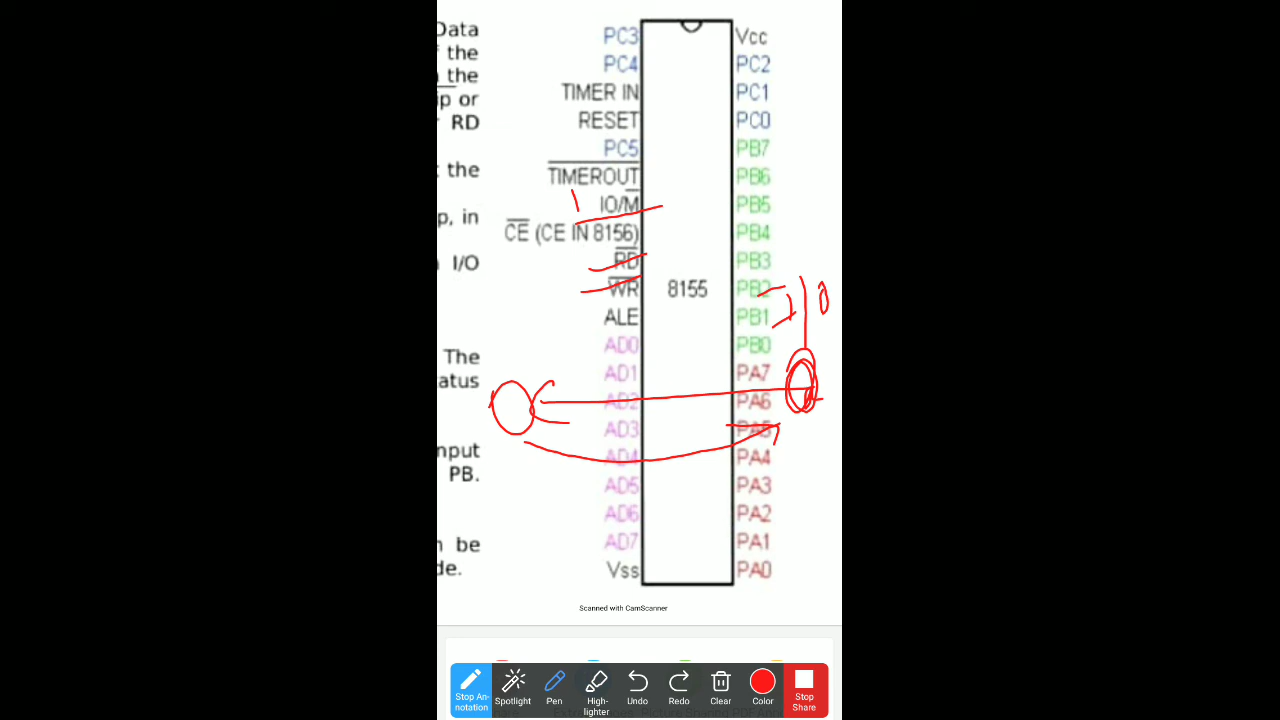 Data
f the
n the
ip or
r RD
t the
p, in
n I/O
The
atus
nput
PB.
n be
de.
PC3
PC4
TIMER IN
RESET
PC5
TIMEROUT
IO/M
CE (CE IN 8156)
RD
WR
ALE
AD0
AD1
AD2
AD3
AD4
AD5
AD6
AD7
Vss
8155
Vcc
PC2
PC1
PC0
PB7
PB6
PB5
PB4
PB3
PB2
PB1
PB0
PA7
PA6
PA5
PA4
PA3
PA2
PA1
PA0
Scanned with CamScanner
Stop An-
notation
Spotlight
Pen
High-
lighter
Undo
Redo
Clear
Color
Stop
Share